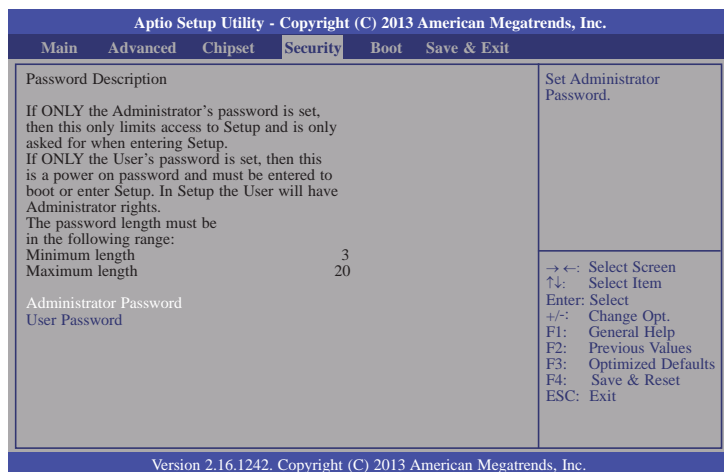 Aptio Setup Utility - Copyright (C) 2013 American Megatrends, Inc.
Main Advanced Chipset Security Boot Save & Exit
Password Description
If ONLY the Administrator's password is set,
then this only limits access to Setup and is only
asked for when entering Setup.
If ONLY the User's password is set, then this
is a power on password and must be entered to
boot or enter Setup. In Setup the User will have
Administrator rights.
The password length must be
in the following range:
Minimum length 3
Maximum length 20
Administrator Password
User Password
Set Administrator
Password.
→ ←: Select Screen
↑↓: Select Item
Enter: Select
+/-: Change Opt.
F1: General Help
F2: Previous Values
F3: Optimized Defaults
F4: Save & Reset
ESC: Exit
Version 2.16.1242. Copyright (C) 2013 American Megatrends, Inc.